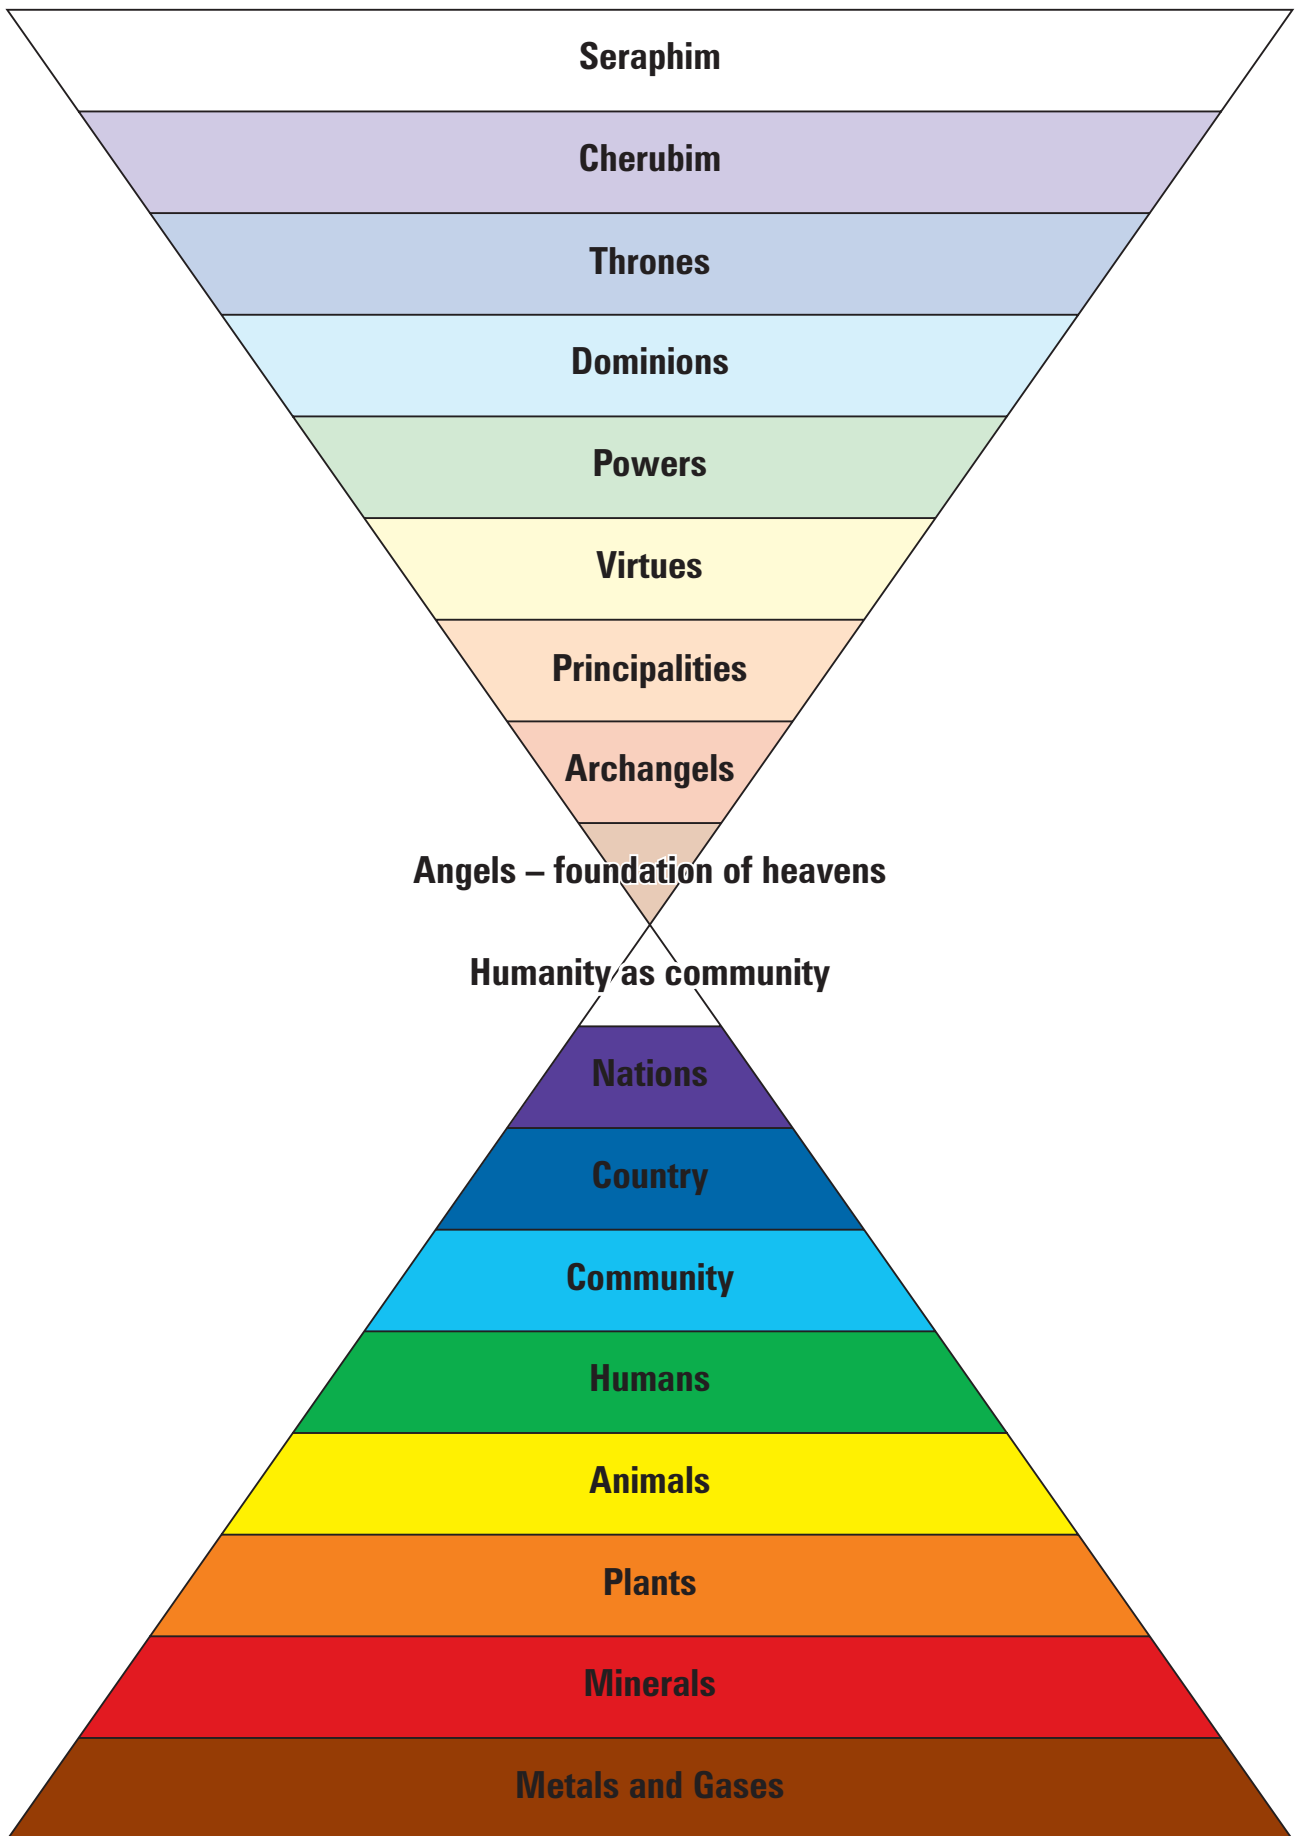 Seraphim
Cherubim
Thrones
Dominions
Powers
Virtues
Principalities
Archangels
Angels – foundation of heavens
Humanity as community
Nations
Country
Community
Humans
Animals
Plants
Minerals
Metals and Gases